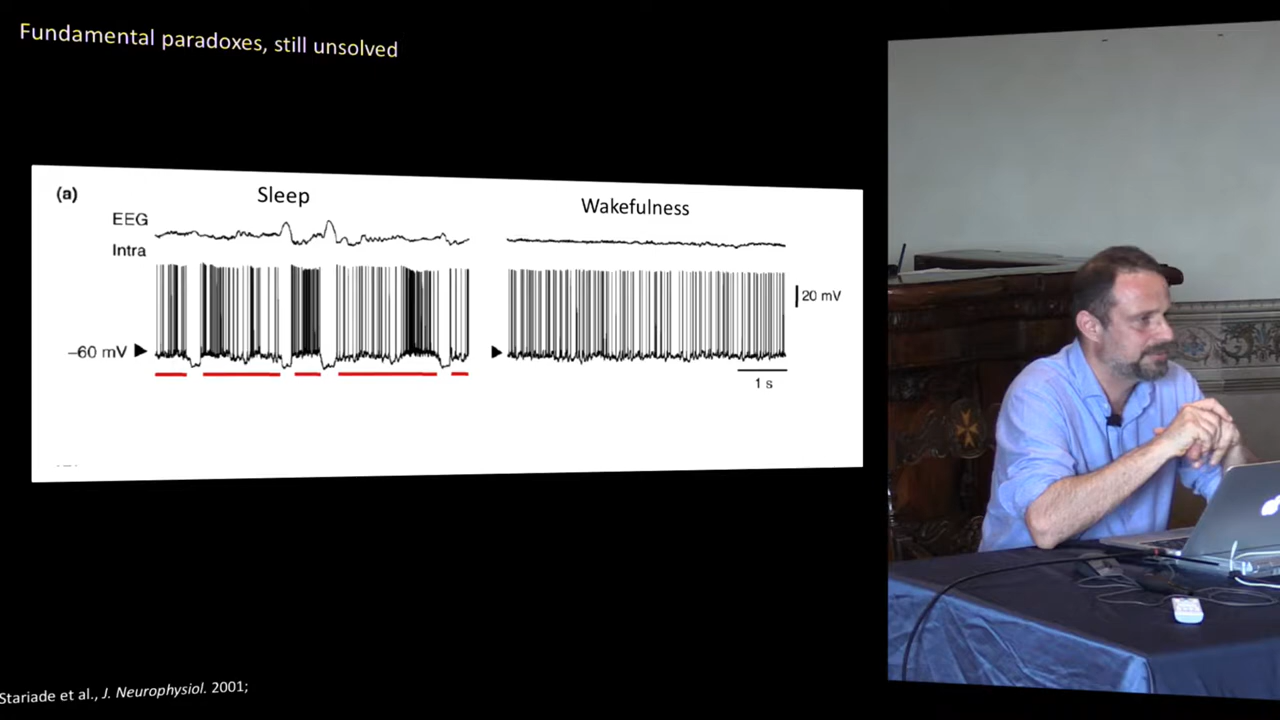 Fundamental paradoxes, still unsolved
(a)
Sleep
Wakefulness
EEG
Intra
20 mV
–60 mV
1 s
Stariade et al., J. Neurophysiol. 2001;